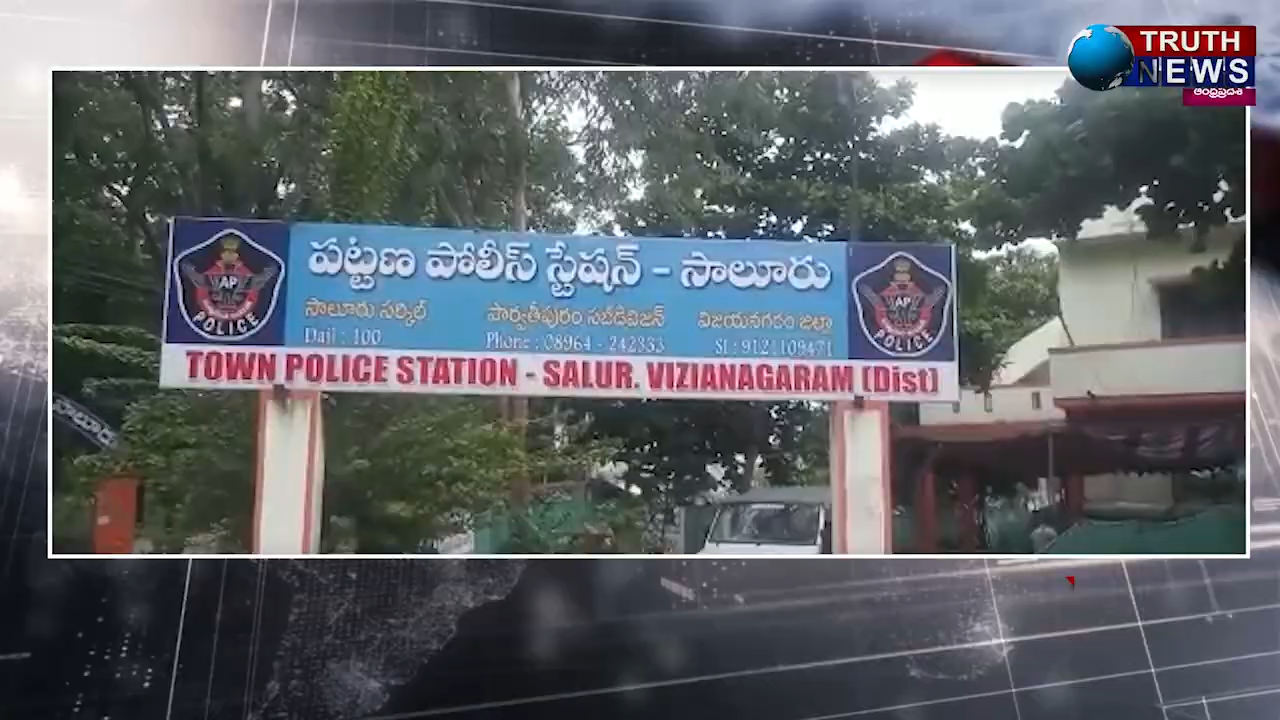 TRUTH
NEWS
ఆంధ్రప్రదేశ్
పట్టణ పోలీస్ స్టేషన్ - సాలూరు
సాలూరు సర్కిల్ పార్వతీపురం సబ్‌డివిజన్ విజయనగరం జిల్లా
Daji : 100 Phone : 08964 - 242333 SI : 9121109471
TOWN POLICE STATION - SALUR. VIZIANAGARAM (Dist)
AP
POLICE
AP
POLICE